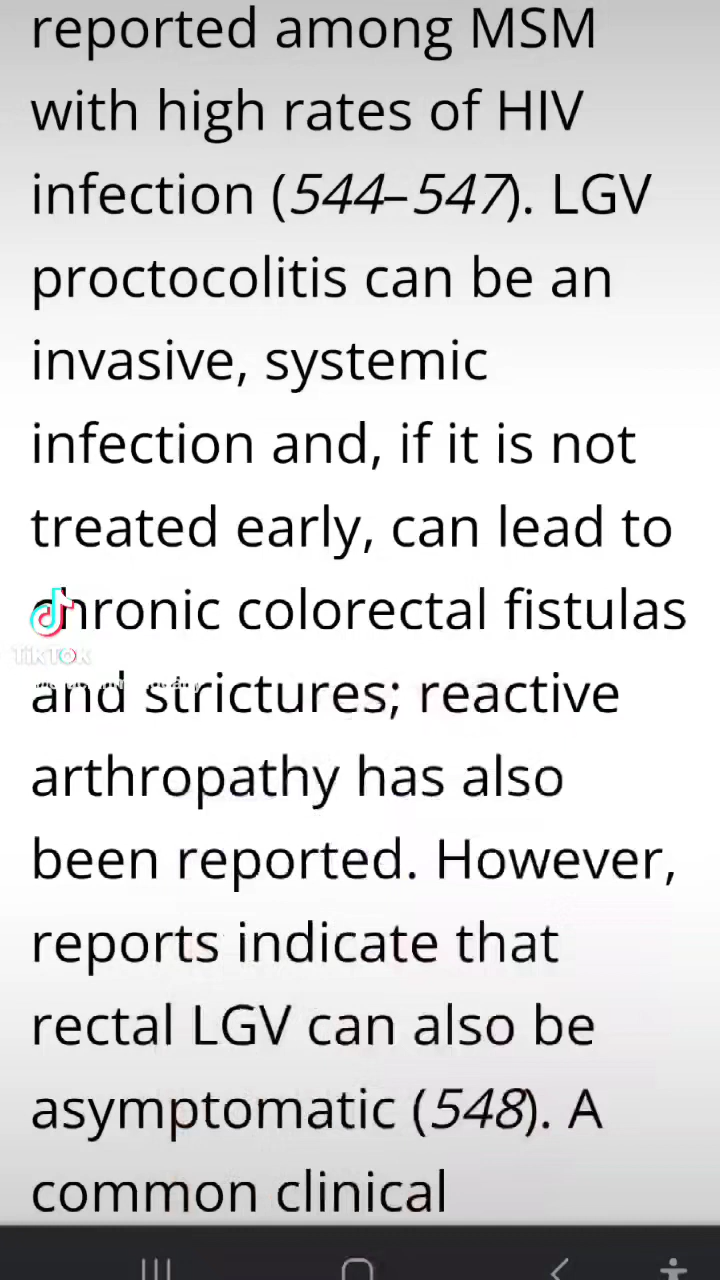 reported among MSM
with high rates of HIV
infection (544–547). LGV
proctocolitis can be an
invasive, systemic
infection and, if it is not
treated early, can lead to
chronic colorectal fistulas
TikTok
and strictures; reactive
arthropathy has also
been reported. However,
reports indicate that
rectal LGV can also be
asymptomatic (548). A
common clinical